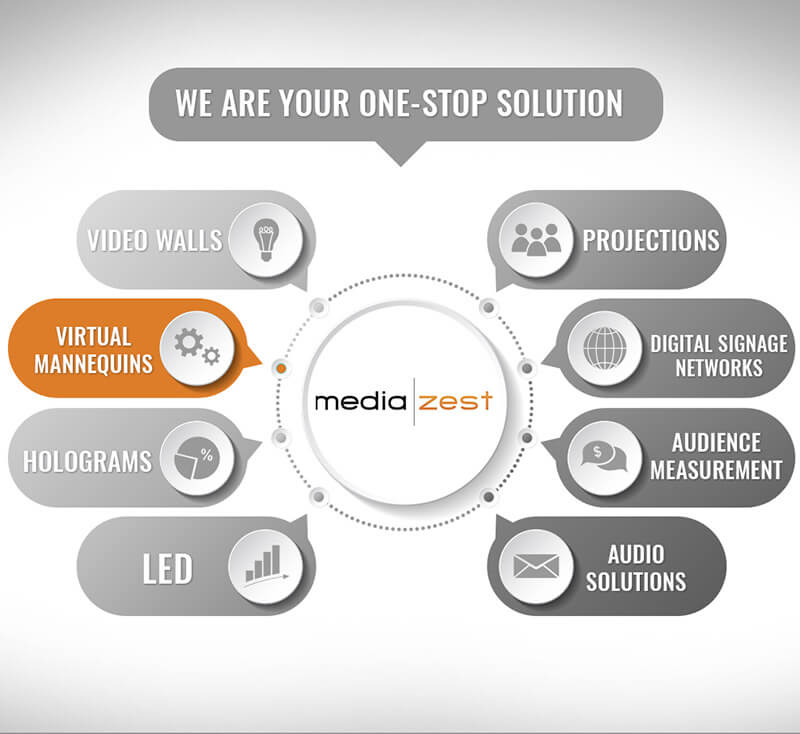 WE ARE YOUR ONE-STOP SOLUTION
VIDEO WALLS
VIRTUAL
MANNEQUINS
HOLOGRAMS
%
LED
media|zest
PROJECTIONS
DIGITAL SIGNAGE
NETWORKS
$
AUDIENCE
MEASUREMENT
AUDIO
SOLUTIONS